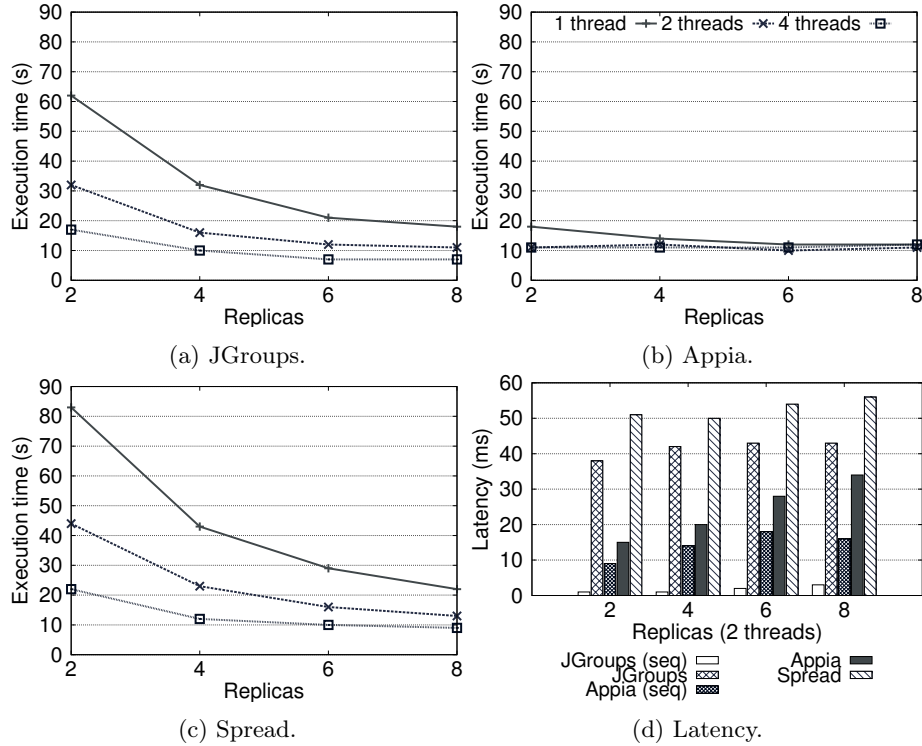 90
80
70
60
50
40
30
20
10
0
Execution time (s)
2 4 6 8
Replicas
(a) JGroups.
1 thread 2 threads 4 threads
90
80
70
60
50
40
30
20
10
0
Execution time (s)
2 4 6 8
Replicas
(b) Appia.
90
80
70
60
50
40
30
20
10
0
Execution time (s)
2 4 6 8
Replicas
(c) Spread.
60
50
40
30
20
10
0
Latency (ms)
2 4 6 8
Replicas (2 threads)
JGroups (seq)
JGroups
Appia (seq)
Appia
Spread
(d) Latency.